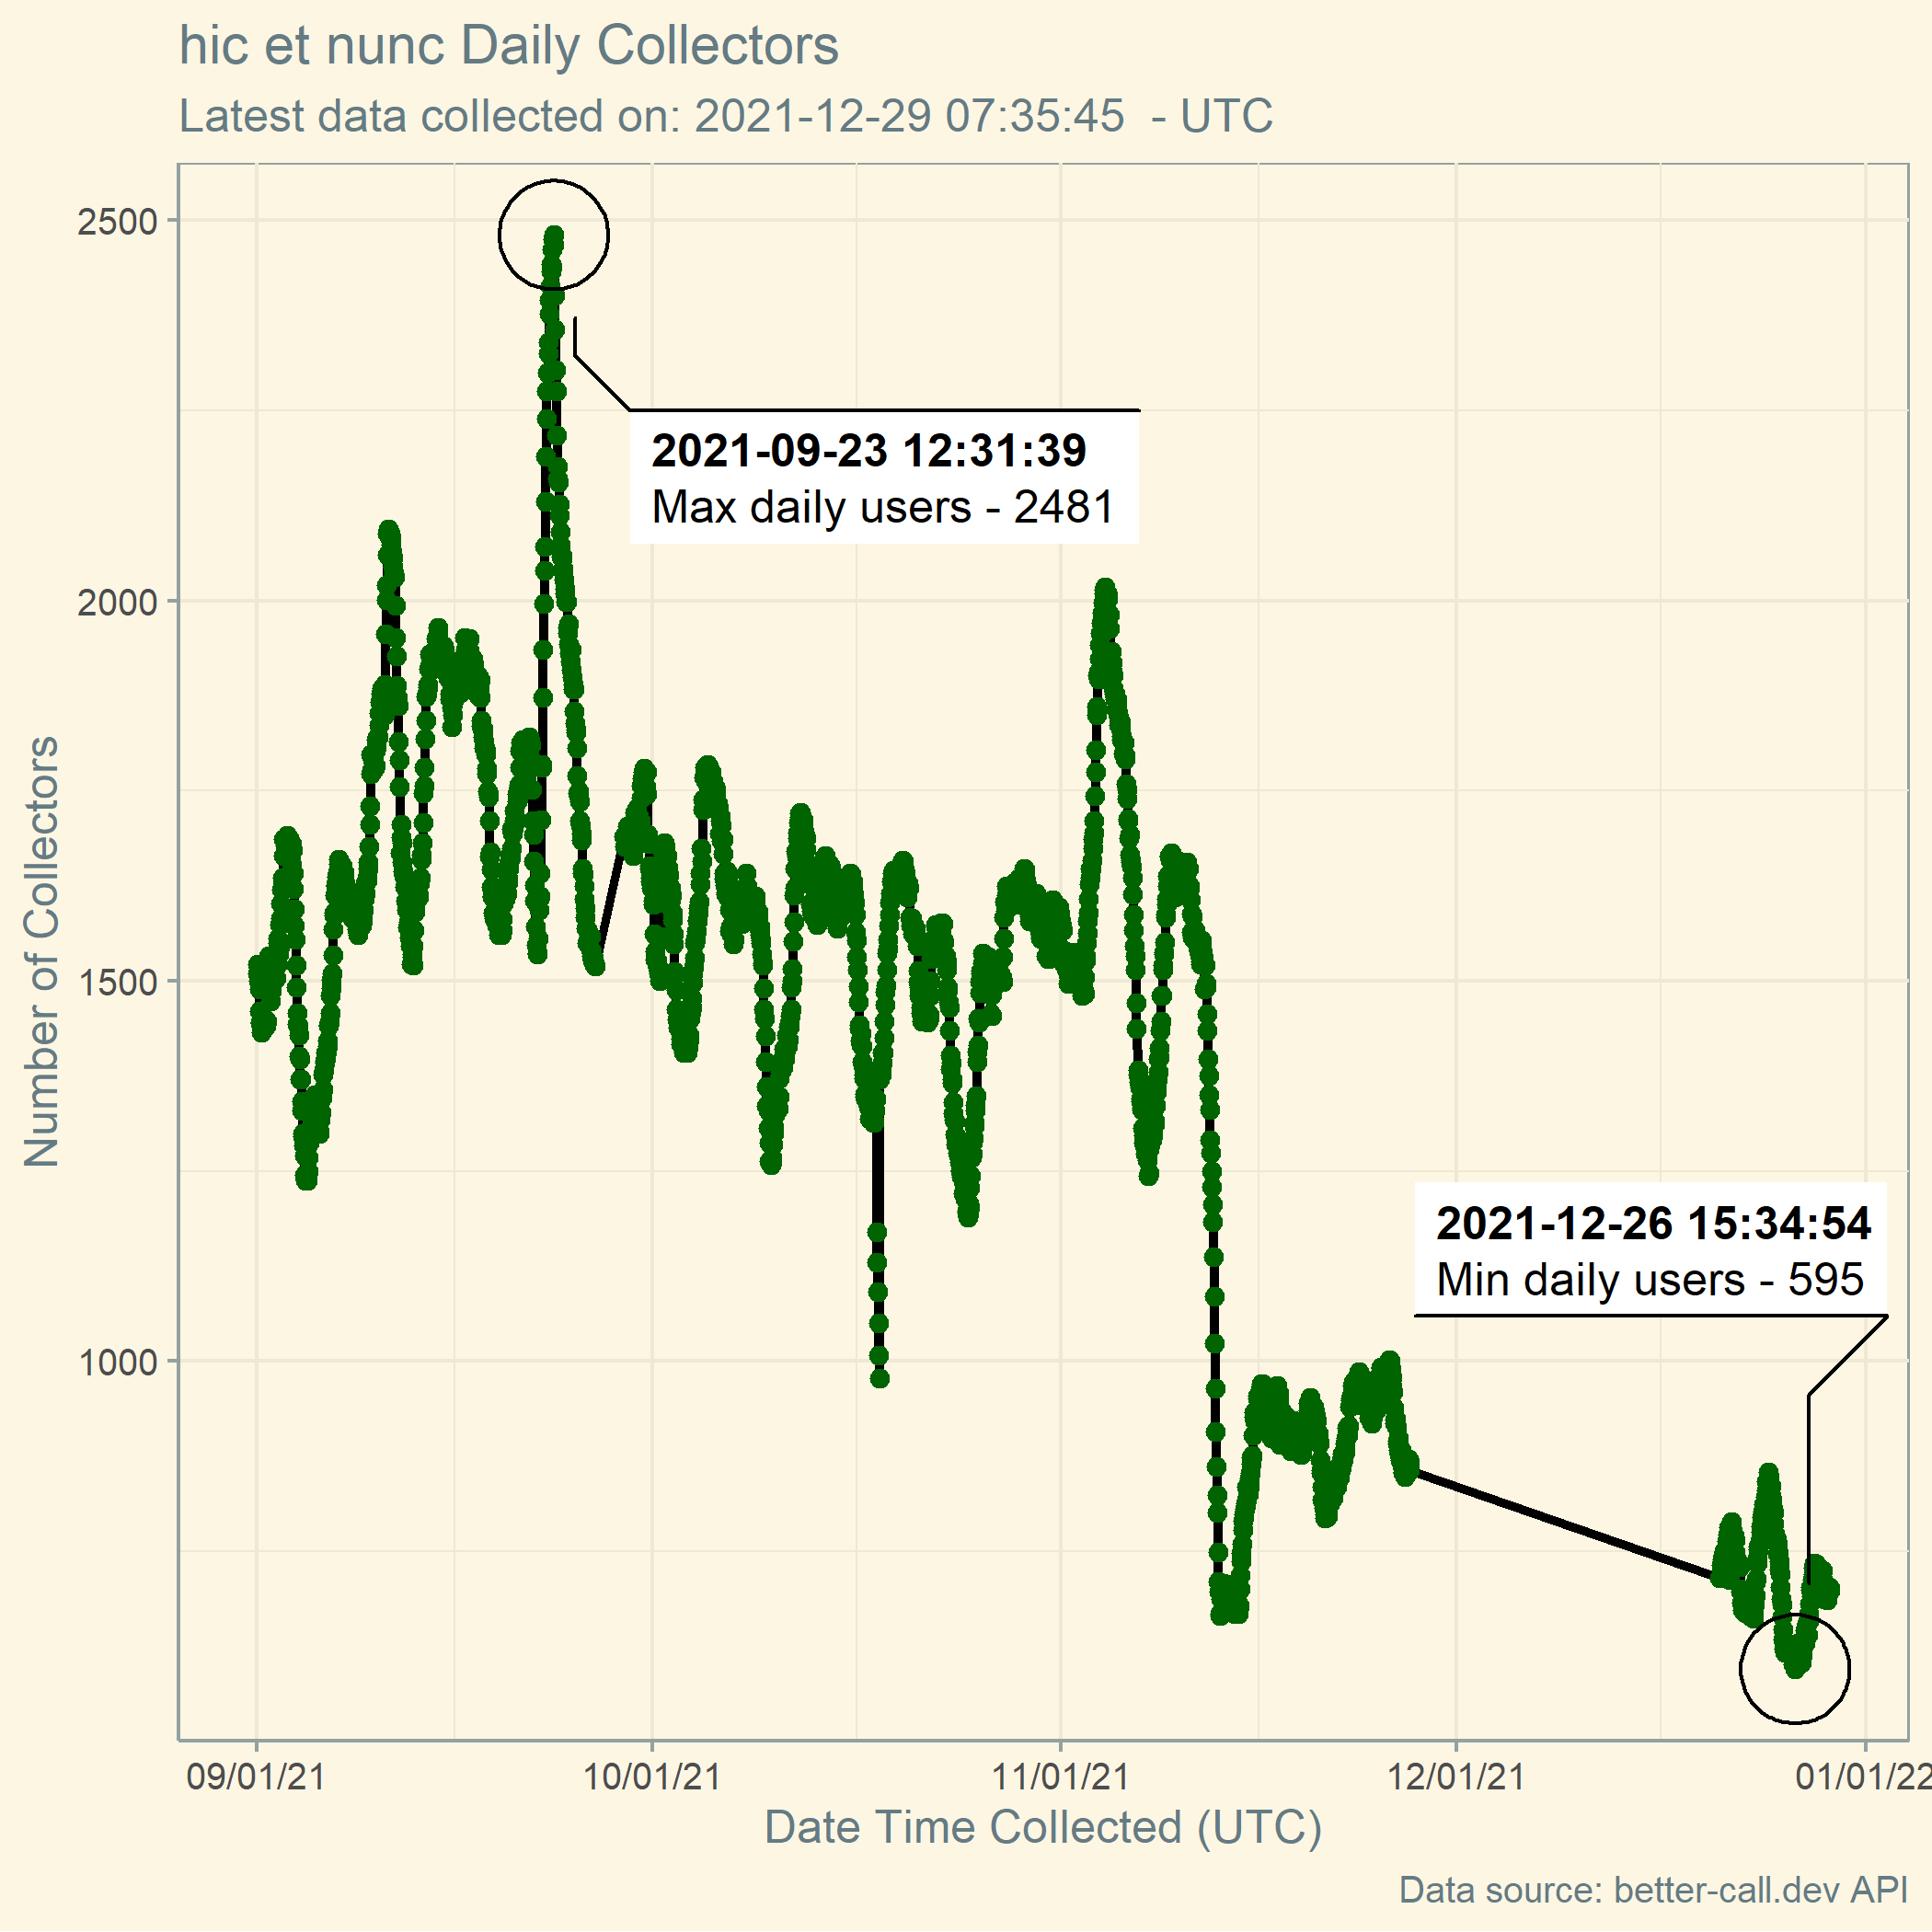 hic et nunc Daily Collectors
Latest data collected on: 2021-12-29 07:35:45  - UTC
2500
2000
1500
1000
Number of Collectors
2021-09-23 12:31:39
Max daily users - 2481
2021-12-26 15:34:54
Min daily users - 595
09/01/21
10/01/21
11/01/21
12/01/21
01/01/22
Date Time Collected (UTC)
Data source: better-call.dev API